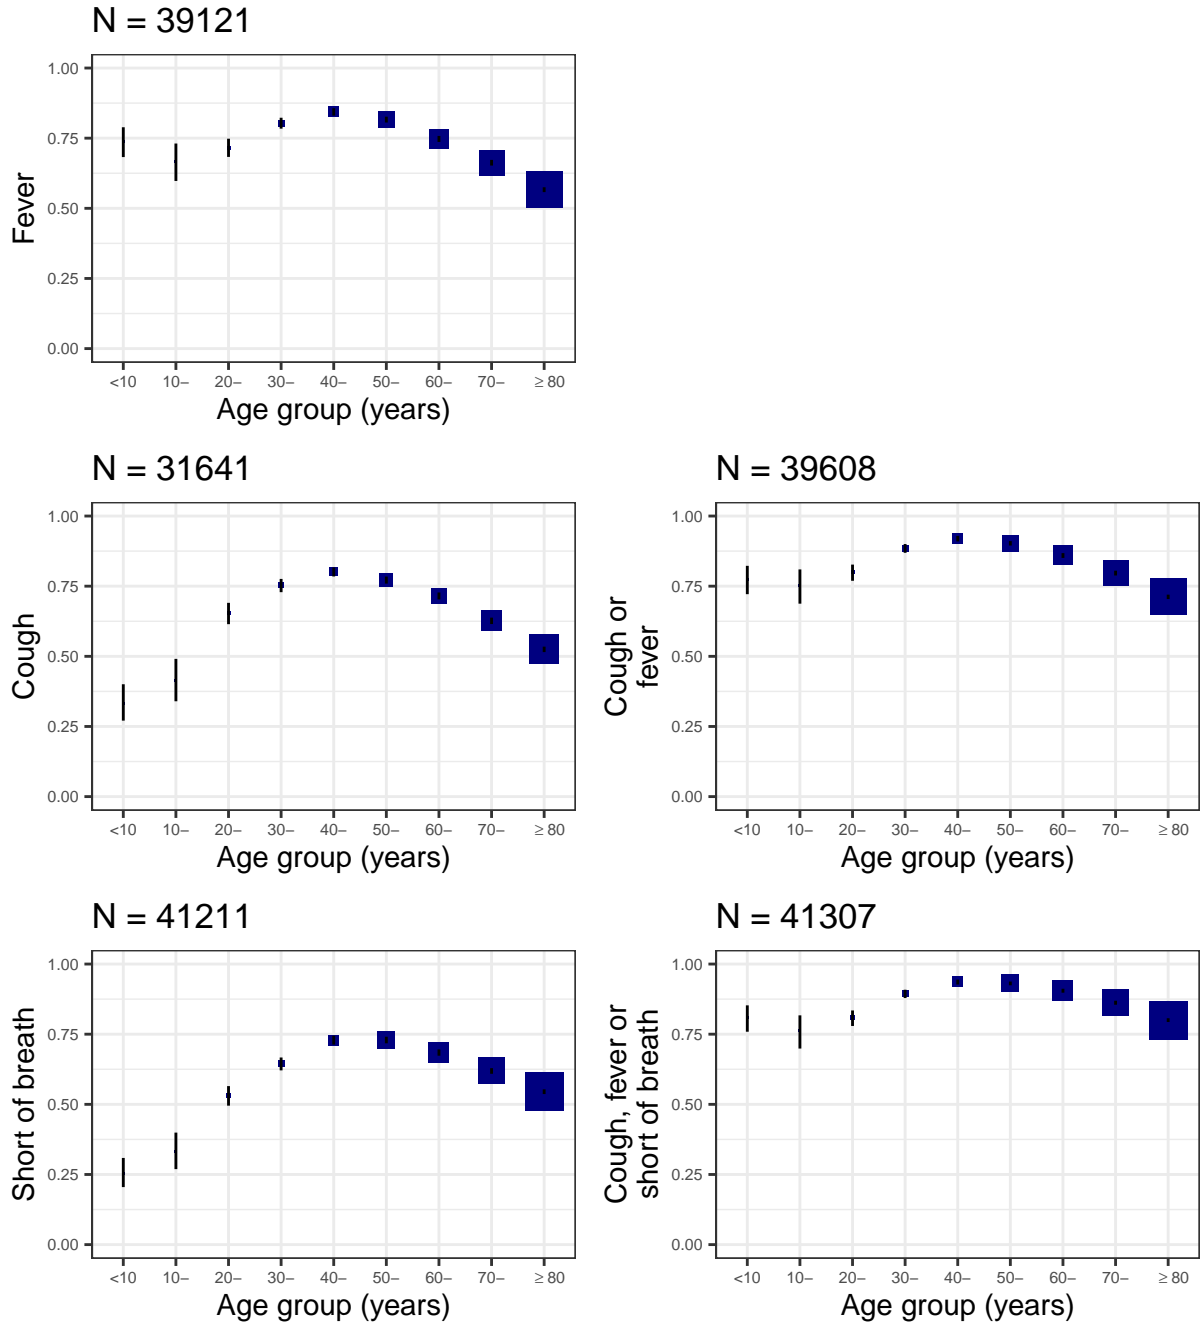 N = 39121
Fever
1.00
0.75
0.50
0.25
0.00
<10 10– 20– 30– 40– 50– 60– 70– ≥ 80
Age group (years)
N = 31641
Cough
1.00
0.75
0.50
0.25
0.00
<10 10– 20– 30– 40– 50– 60– 70– ≥ 80
Age group (years)
N = 39608
Cough or
fever
1.00
0.75
0.50
0.25
0.00
<10 10– 20– 30– 40– 50– 60– 70– ≥ 80
Age group (years)
N = 41211
Short of breath
1.00
0.75
0.50
0.25
0.00
<10 10– 20– 30– 40– 50– 60– 70– ≥ 80
Age group (years)
N = 41307
Cough, fever or
short of breath
1.00
0.75
0.50
0.25
0.00
<10 10– 20– 30– 40– 50– 60– 70– ≥ 80
Age group (years)